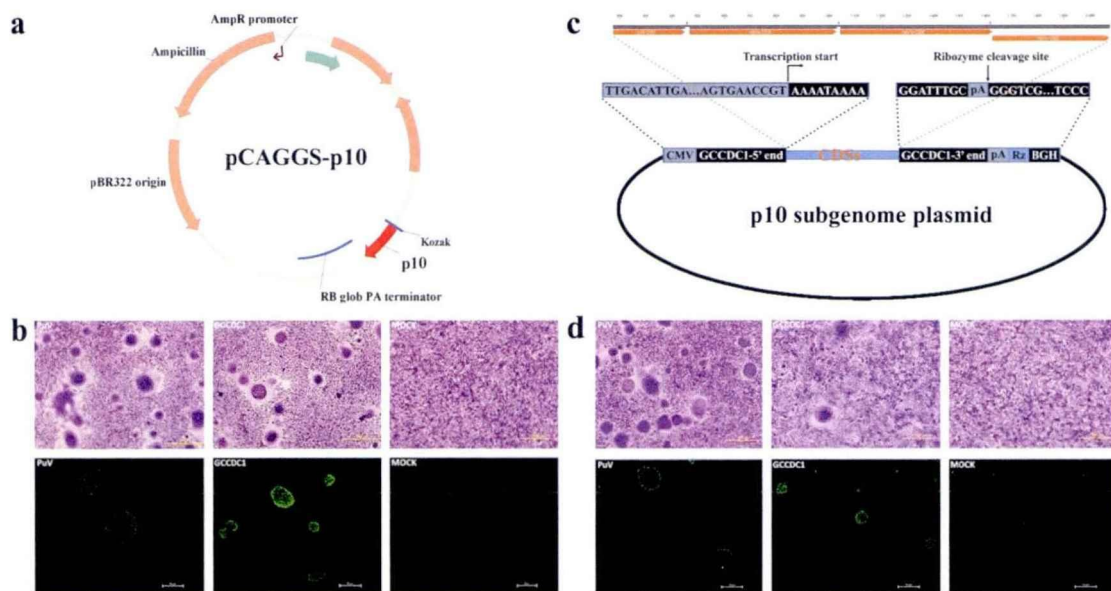 a
AmpR promoter
Ampicillin
pCAGGS-p10
pBR322 origin
Kozak
p10
RB glob PA terminator
c
Transcription start
Ribozyme cleavage site
TTGACATTGA...AGTGAACCGT AAAATAAAA
GGATTTGC pA GGGTCG...TCCC
CMV GCCDC1-5' end CDSs GCCDC1-3' end pA Rz BGH
p10 subgenome plasmid
b
PuV GCCDC1 MOCK
PuV GCCDC1 MOCK
d
PuV MOCK
PuV GCCDC1 MOCK